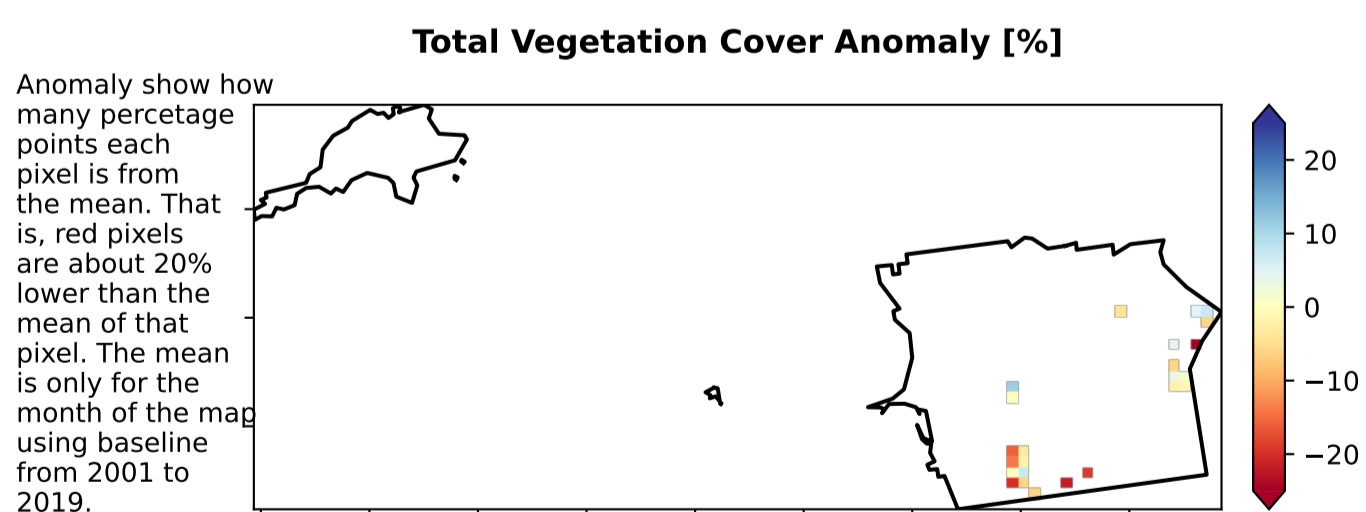 Total Vegetation Cover Anomaly [%]
Anomaly show how
many percetage
points each
pixel is from
the mean. That
is, red pixels
are about 20%
lower than the
mean of that
pixel. The mean
is only for the
month of the map
using baseline
from 2001 to
2019.
20
10
0
−10
−20